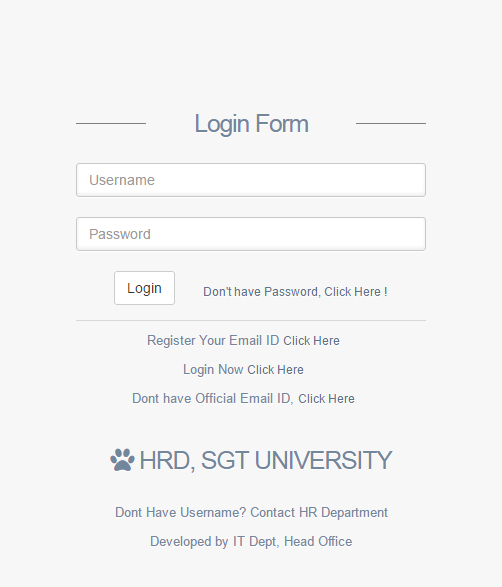 Login Form
Username
Password
Login Don't have Password, Click Here !
Register Your Email ID Click Here
Login Now Click Here
Dont have Official Email ID, Click Here
HRD, SGT UNIVERSITY
Dont Have Username? Contact HR Department
Developed by IT Dept, Head Office